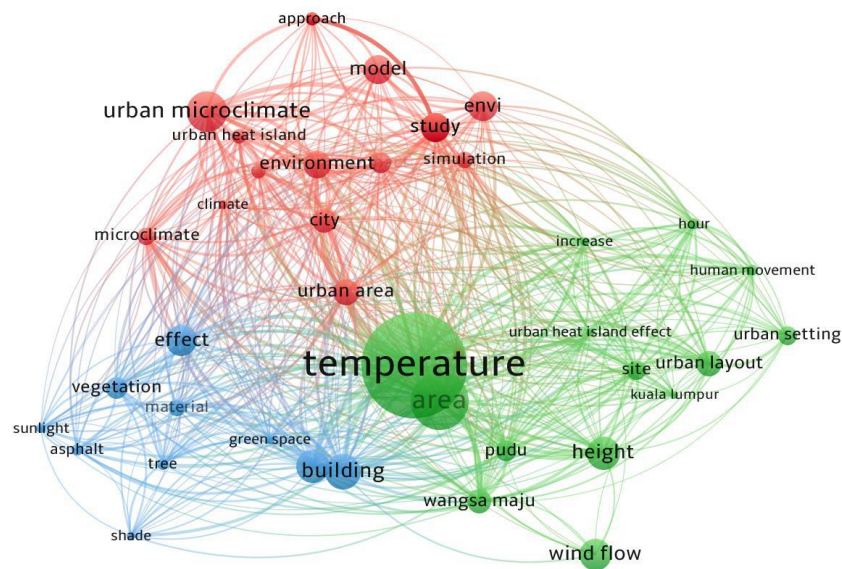 approach
model
urban microclimate
envi
study
urban heat island
environment
simulation
climate
city
microclimate
hour
increase
human movement
urban area
effect
urban heat island effect
urban setting
temperature
site
urban layout
vegetation
kuala lumpur
material
area
sunlight
green space
asphalt
pudu
height
tree
building
wangsa maju
shade
wind flow